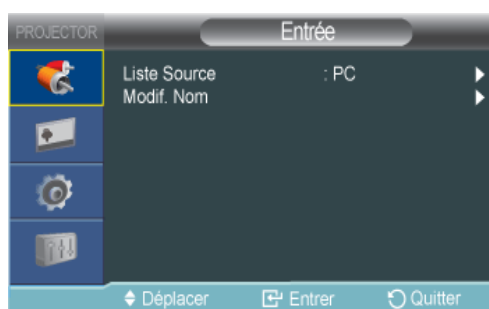 PROJECTOR
Entrée
Liste Source : PC
Modif. Nom
Déplacer Entrer Quitter